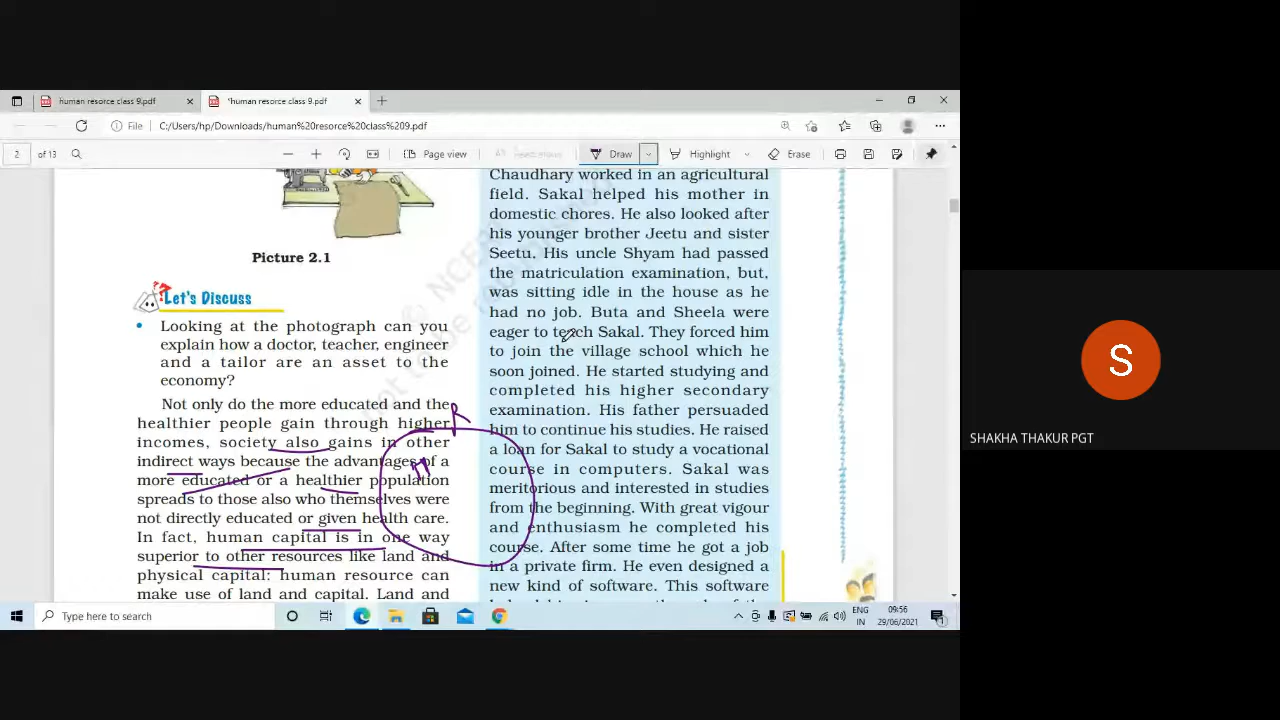 human resorce class 9.pdf
*human resorce class 9.pdf
File
C:/Users/hp/Downloads/human%20resorce%20class%209.pdf
2
of 13
Page view
Draw
Highlight
Erase
Picture 2.1
Let's Discuss
• Looking at the photograph can you
explain how a doctor, teacher, engineer
and a tailor are an asset to the
economy?
Not only do the more educated and the
healthier people gain through higher
incomes, society also gains in other
indirect ways because the advantages of a
more educated or a healthier population
spreads to those also who themselves were
not directly educated or given health care.
In fact, human capital is in one way
superior to other resources like land and
physical capital: human resource can
make use of land and capital. Land and
Chaudhary worked in an agricultural
field. Sakal helped his mother in
domestic chores. He also looked after
his younger brother Jeetu and sister
Seetu. His uncle Shyam had passed
the matriculation examination, but,
was sitting idle in the house as he
had no job. Buta and Sheela were
eager to teach Sakal. They forced him
to join the village school which he
soon joined. He started studying and
completed his higher secondary
examination. His father persuaded
him to continue his studies. He raised
a loan for Sakal to study a vocational
course in computers. Sakal was
meritorious and interested in studies
from the beginning. With great vigour
and enthusiasm he completed his
course. After some time he got a job
in a private firm. He even designed a
new kind of software. This software
S
SHAKHA THAKUR PGT
Type here to search
ENG
IN
09:56
29/06/2021